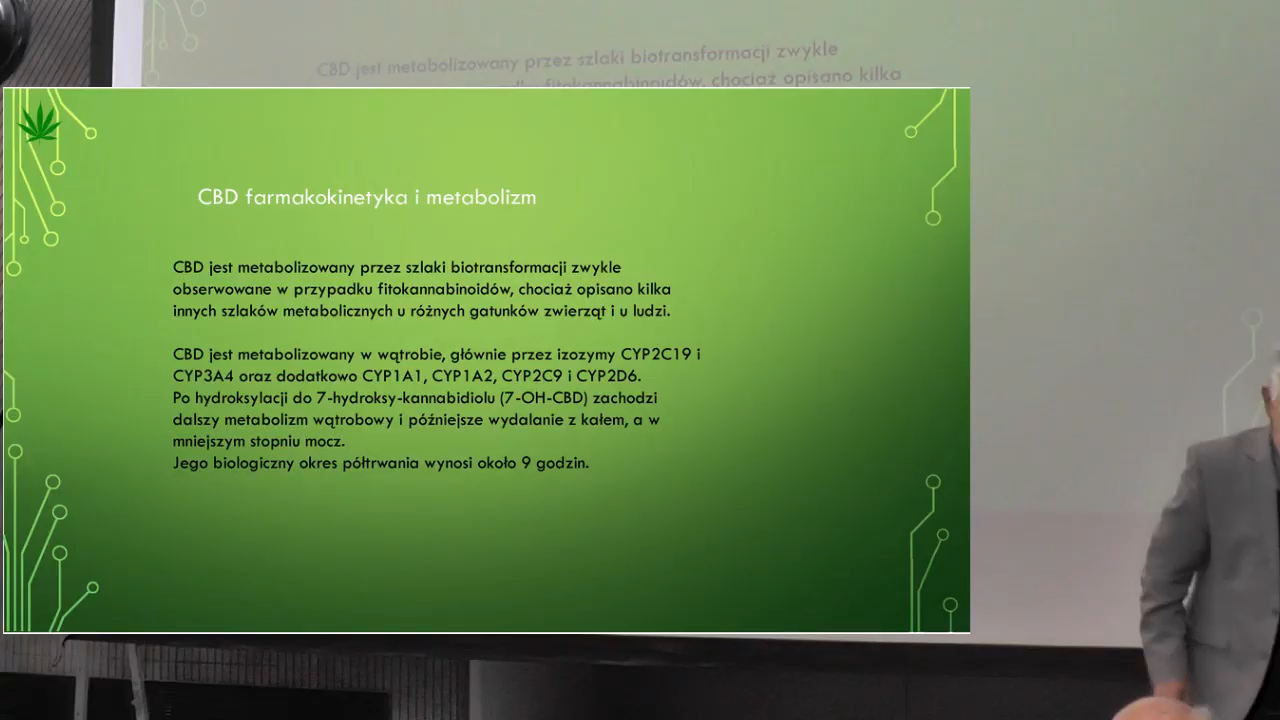 CBD jest metabolizowany przez szlaki biotransformacji zwykle
fitokannabinoidów, chociaż opisano kilka
CBD farmakokinetyka i metabolizm
CBD jest metabolizowany przez szlaki biotransformacji zwykle
obserwowane w przypadku fitokannabinoidów, chociaż opisano kilka
innych szlaków metabolicznych u różnych gatunków zwierząt i u ludzi.
CBD jest metabolizowany w wątrobie, głównie przez izozymy CYP2C19 i
CYP3A4 oraz dodatkowo CYP1A1, CYP1A2, CYP2C9 i CYP2D6.
Po hydroksylacji do 7-hydroksy-kannabidiolu (7-OH-CBD) zachodzi
dalszy metabolizm wątrobowy i późniejsze wydalanie z kałem, a w
mniejszym stopniu mocz.
Jego biologiczny okres półtrwania wynosi około 9 godzin.